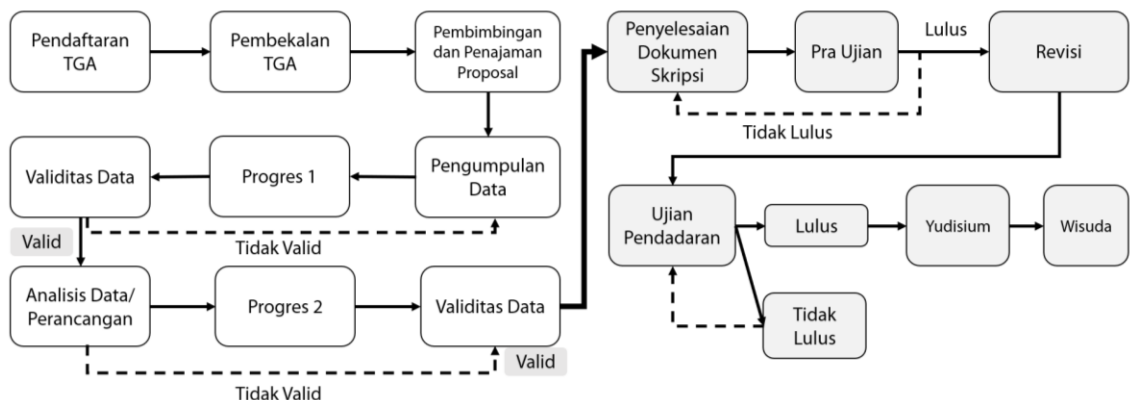 Pendaftaran
TGA
Pembekalan
TGA
Pembimbingan
dan Penajaman
Proposal
Validitas Data
Progres 1
Pengumpulan
Data
Valid
Tidak Valid
Analisis Data/
Perancangan
Progres 2
Validitas Data
Valid
Tidak Valid
Penyelesaian
Dokumen
Skripsi
Pra Ujian
Lulus
Revisi
Tidak Lulus
Ujian
Pendadaran
Lulus
Yudisium
Wisuda
Tidak
Lulus